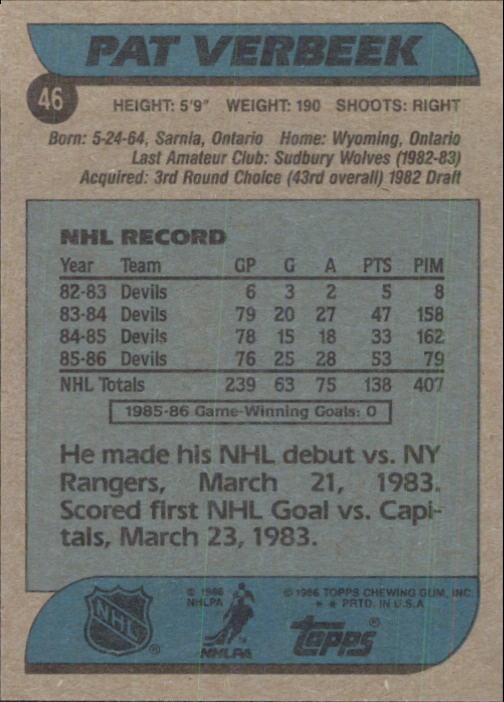 PAT VERBEEK
46
HEIGHT: 5'9" WEIGHT: 190 SHOOTS: RIGHT
Born: 5-24-64, Sarnia, Ontario Home: Wyoming, Ontario
Last Amateur Club: Sudbury Wolves (1982-83)
Acquired: 3rd Round Choice (43rd overall) 1982 Draft
NHL RECORD
Year Team GP G A PTS PIM
82-83 Devils 6 3 2 5 8
83-84 Devils 79 20 27 47 158
84-85 Devils 78 15 18 33 162
85-86 Devils 76 25 28 53 79
NHL Totals 239 63 75 138 407
1985-86 Game-Winning Goals: 0
He made his NHL debut vs. NY
Rangers, March 21, 1983.
Scored first NHL Goal vs. Capi-
tals, March 23, 1983.
NHL ®
© 1986
NHLPA
NHLPA
© 1986 TOPPS CHEWING GUM, INC.
* * PRTD. IN U.S.A
Topps ®